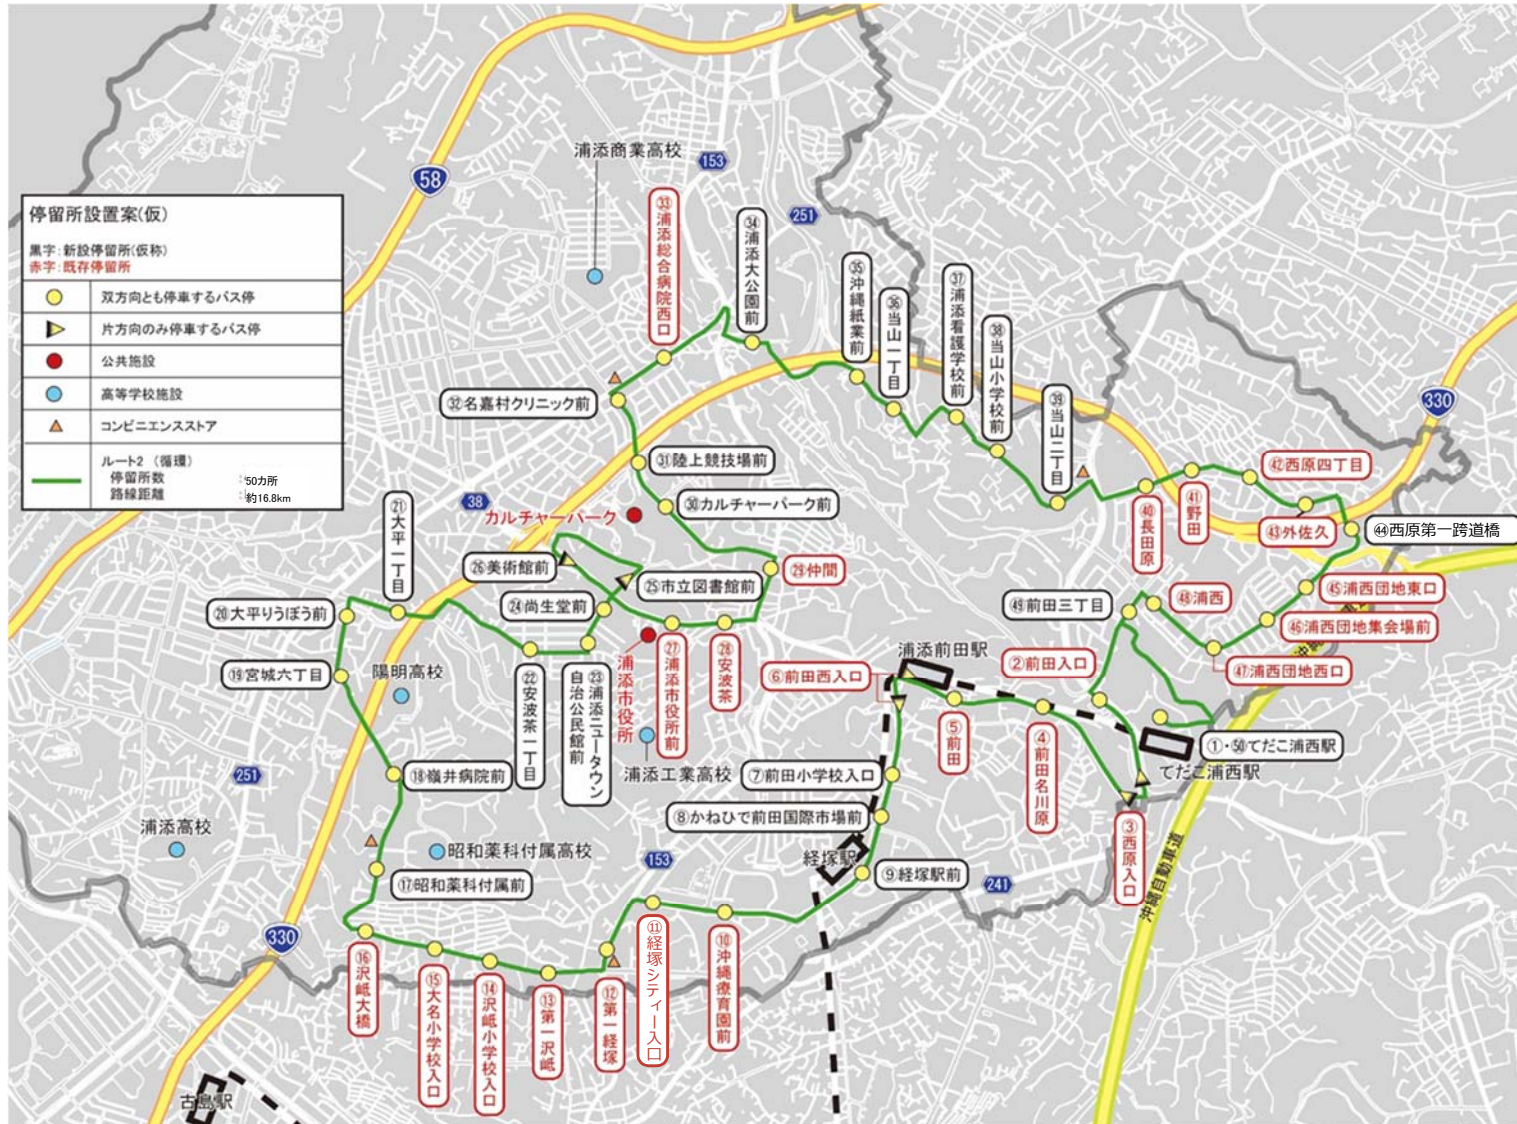 停留所設置案(仮)
黒字:新設停留所(仮称)
赤字:既存停留所
双方向とも停車するバス停
片方向のみ停車するバス停
公共施設
高等学校施設
コンビニエンスストア
ルート2 (循環)
停留所数 : 50カ所
路線距離 : 約16.8km
58
浦添商業高校
153
251
㉝浦添総合病院西口
㉞浦添大公園前
㉟沖縄紙業前
㊱当山一丁目
㊲浦添看護学校前
㊳当山小学校前
㊴当山二丁目
330
㉜名嘉村クリニック前
㉛陸上競技場前
㉚カルチャーパーク前
カルチャーパーク
38
㊵長田原
㊶野田
㊷西原四丁目
㊸外佐久
㊹西原第一跨道橋
㊺浦西団地東口
㊻浦西団地集会場前
㊼浦西団地西口
㊽浦西
㊾前田三丁目
㉑大平一丁目
㉖美術館前
㉕市立図書館前
㉙仲間
㉔尚生堂前
⑳大平りうぼう前
⑲宮城六丁目
陽明高校
㉒安波茶一丁目
㉓浦添ニュータウン
自治公民館前
浦添市役所
㉗浦添市役所前
㉘安波茶
浦添工業高校
浦添前田駅
⑥前田西入口
②前田入口
⑤前田
④前田名川原
①・㊿てだこ浦西駅
てだこ浦西駅
③西原入口
沖縄自動車道
沖縄
⑦前田小学校入口
⑧かねひで前田国際市場前
経塚駅
⑨経塚駅前
241
251
⑱嶺井病院前
浦添高校
昭和薬科付属高校
153
⑰昭和薬科付属前
330
⑯沢岻大橋
⑮大名小学校入口
⑭沢岻小学校入口
⑬第一沢岻
⑫第一経塚
⑪経塚シティー入口
⑩沖縄療育園前
古島駅